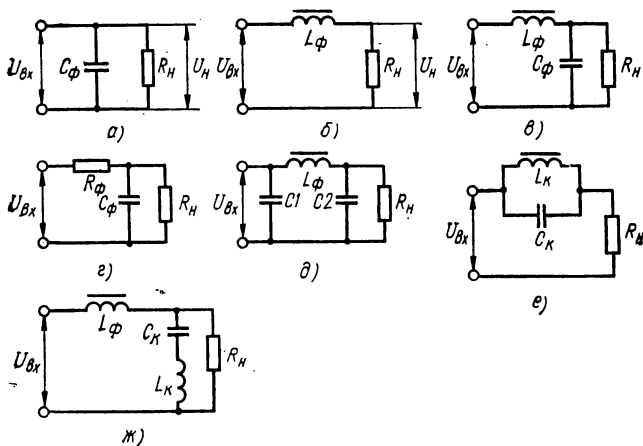 Uвх Cф Rн Uн
а)
Uвх Lф Rн Uн
б)
Uвх Lф Cф Rн
в)
Uвх Rф Cф Rн
г)
Uвх C1 Lф C2 Rн
д)
Uвх Lк Cк Rн
е)
Uвх Lф Cк Lк Rн
ж)